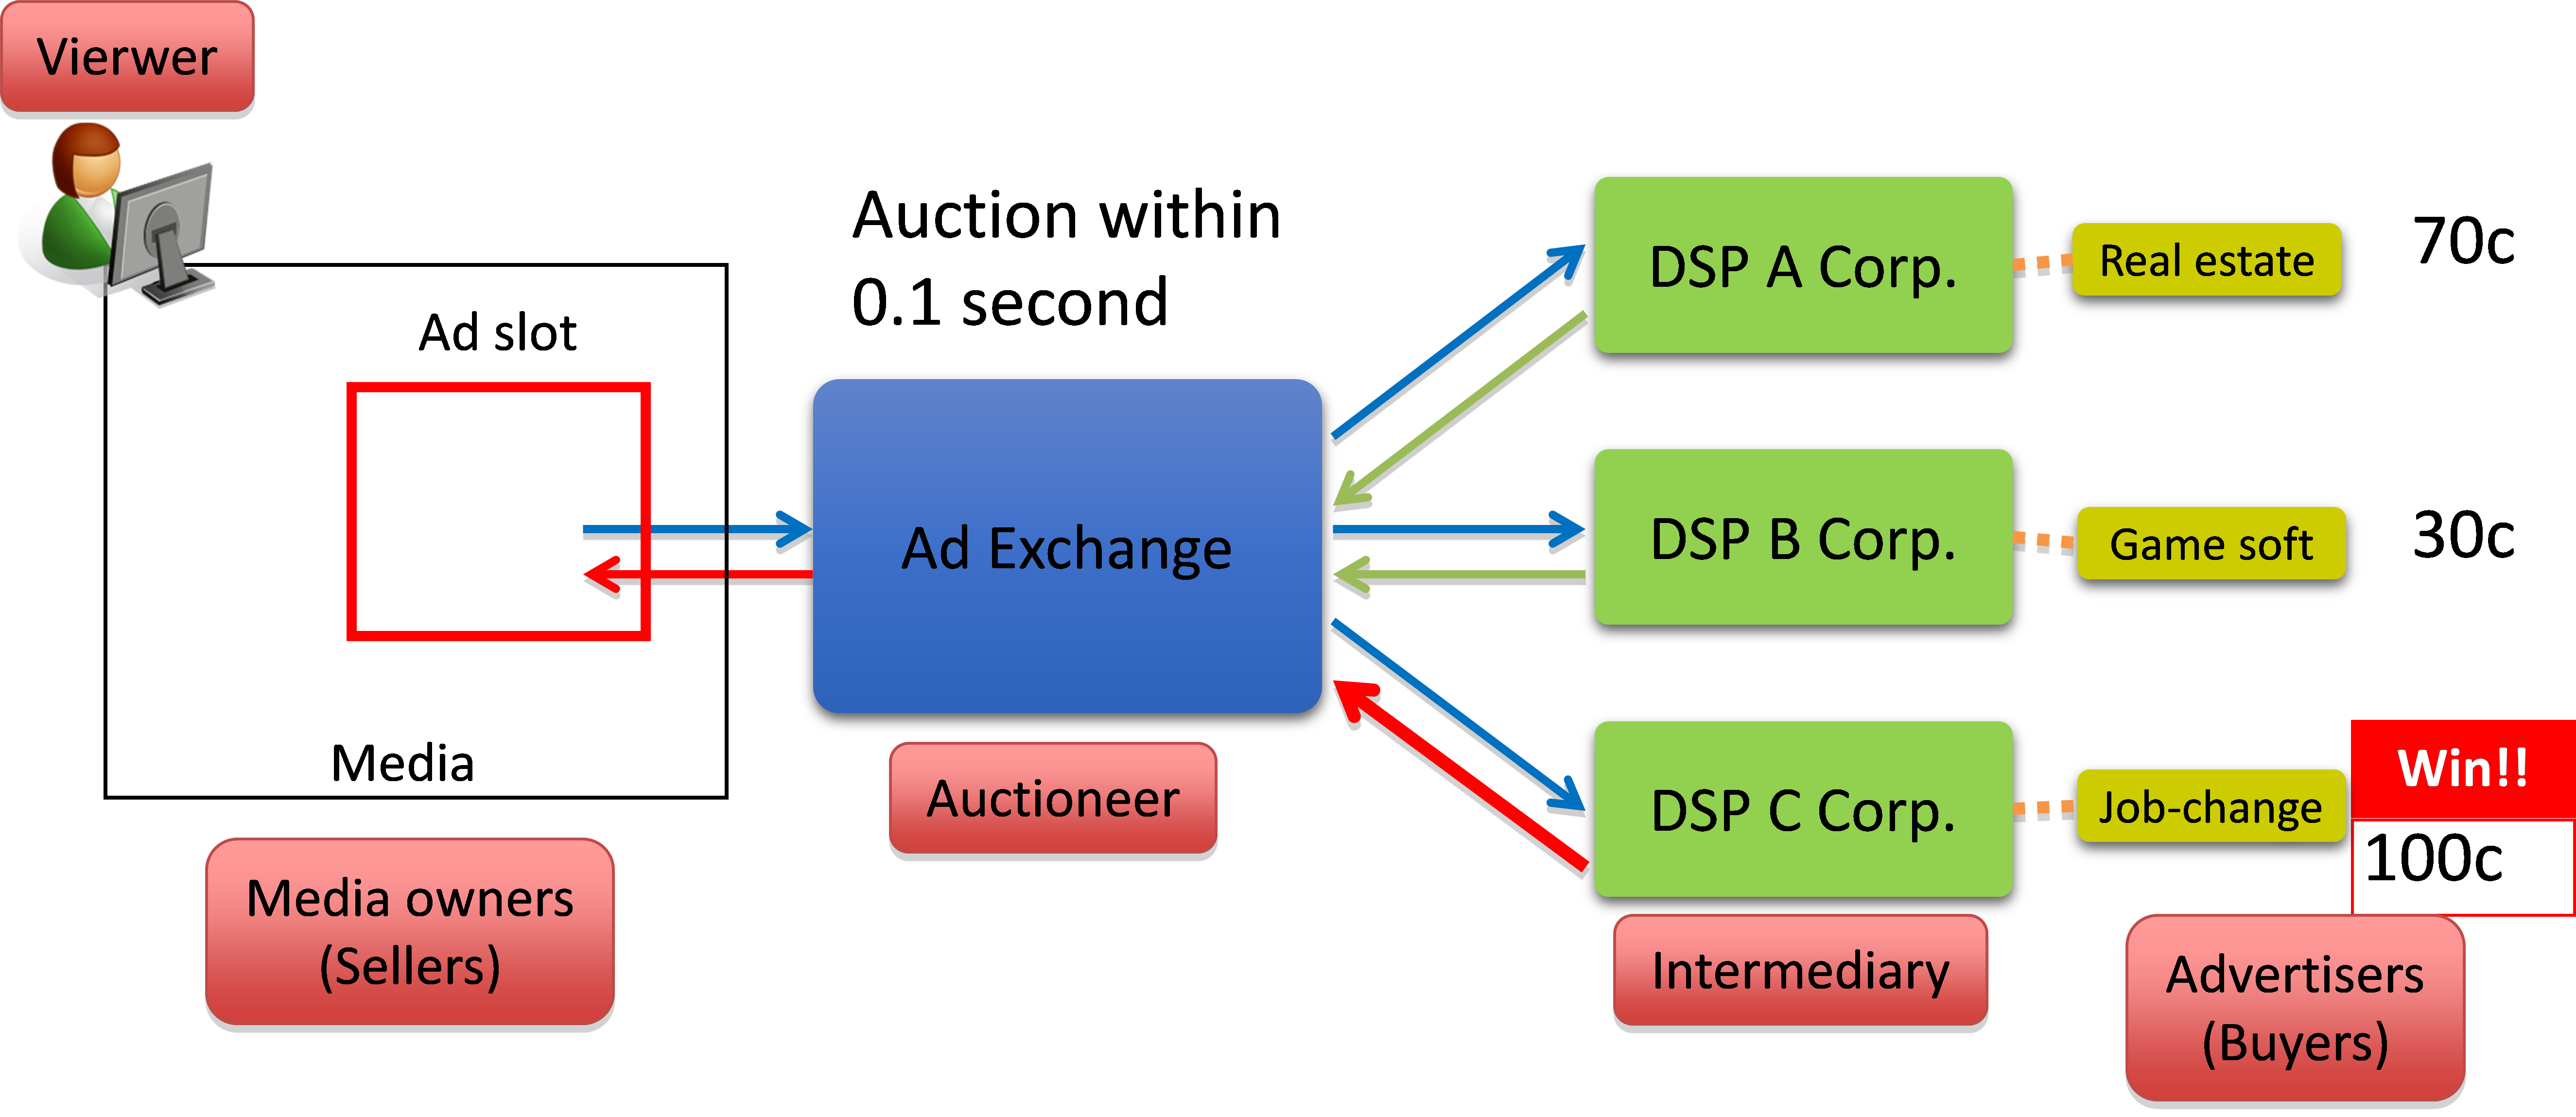 Vierwer
Auction within
0.1 second
Ad slot
Media
Media owners
(Sellers)
Ad Exchange
Auctioneer
DSP A Corp.
Real estate
70c
DSP B Corp.
Game soft
30c
DSP C Corp.
Job-change
Win!!
100c
Intermediary
Advertisers
(Buyers)